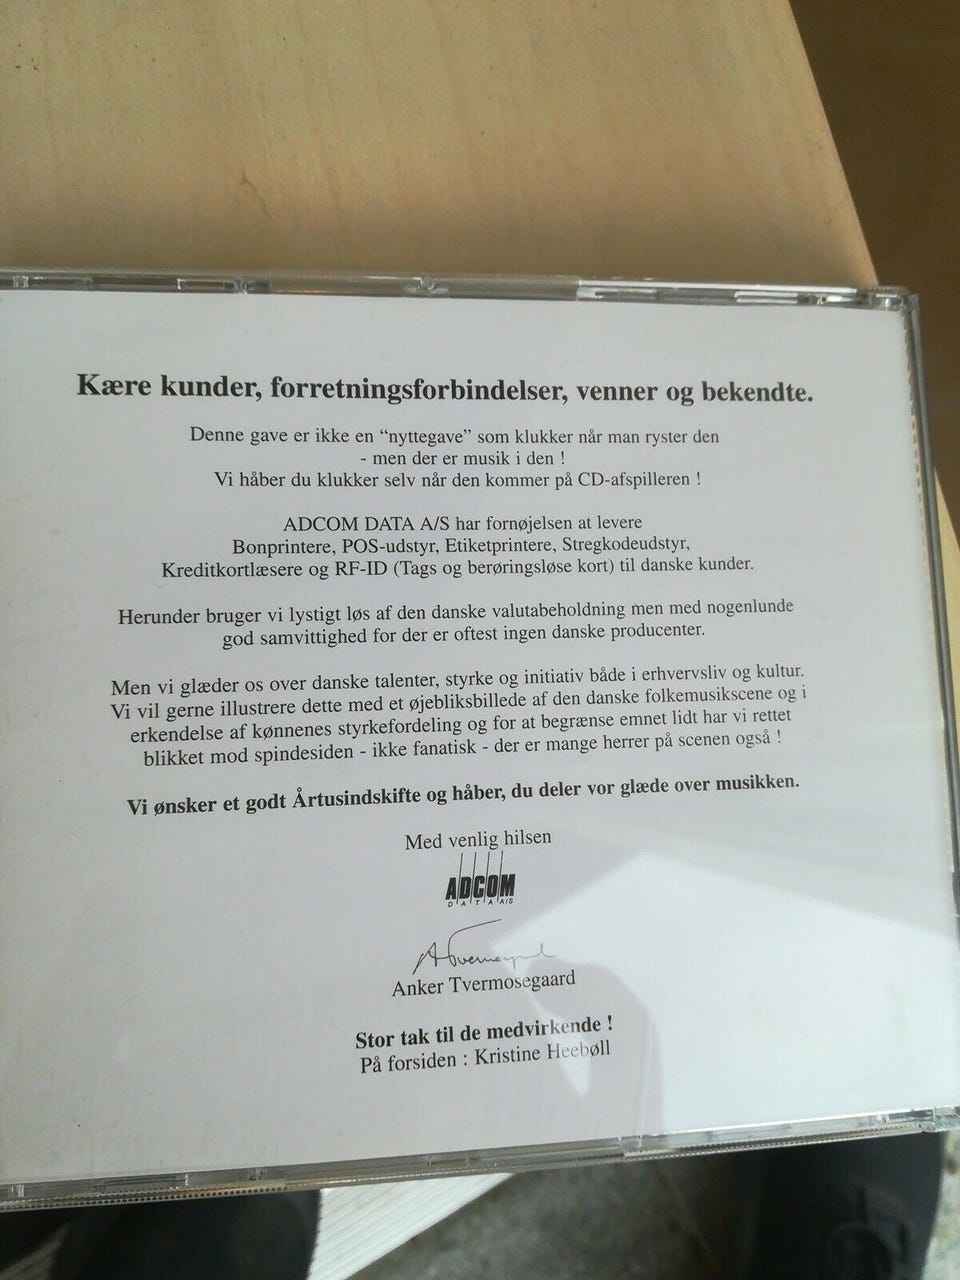 Kære kunder, forretningsforbindelser, venner og bekendte.
Denne gave er ikke en “nyttegave” som klukker når man ryster den
- men der er musik i den !
Vi håber du klukker selv når den kommer på CD-afspilleren !
ADCOM DATA A/S har fornøjelsen at levere
Bonprintere, POS-udstyr, Etiketprintere, Stregkodeudstyr,
Kreditkortlæsere og RF-ID (Tags og berøringsløse kort) til danske kunder.
Herunder bruger vi lystigt løs af den danske valutabeholdning men med nogenlunde
god samvittighed for der er oftest ingen danske producenter.
Men vi glæder os over danske talenter, styrke og initiativ både i erhvervsliv og kultur.
Vi vil gerne illustrere dette med et øjebliksbillede af den danske folkemusikscene og i
erkendelse af kønnenes styrkefordeling og for at begrænse emnet lidt har vi rettet
blikket mod spindesiden - ikke fanatisk - der er mange herrer på scenen også !
Vi ønsker et godt Årtusindskifte og håber, du deler vor glæde over musikken.
Med venlig hilsen
ADCOM
DATA A/S
A Tvermosegaard
Anker Tvermosegaard
Stor tak til de medvirkende !
På forsiden : Kristine Heebøll